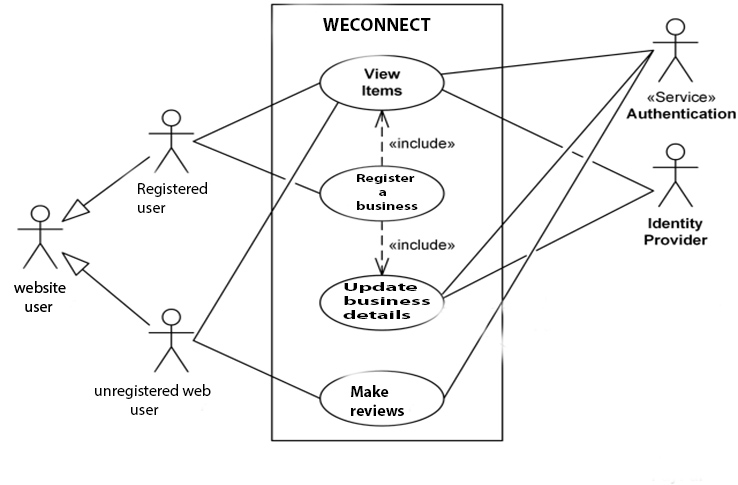 WECONNECT
View
Items
«Service»
Authentication
«include»
Registered
user
Register
a
business
Identity
Provider
«include»
website
user
Update
business
details
unregistered web
user
Make
reviews